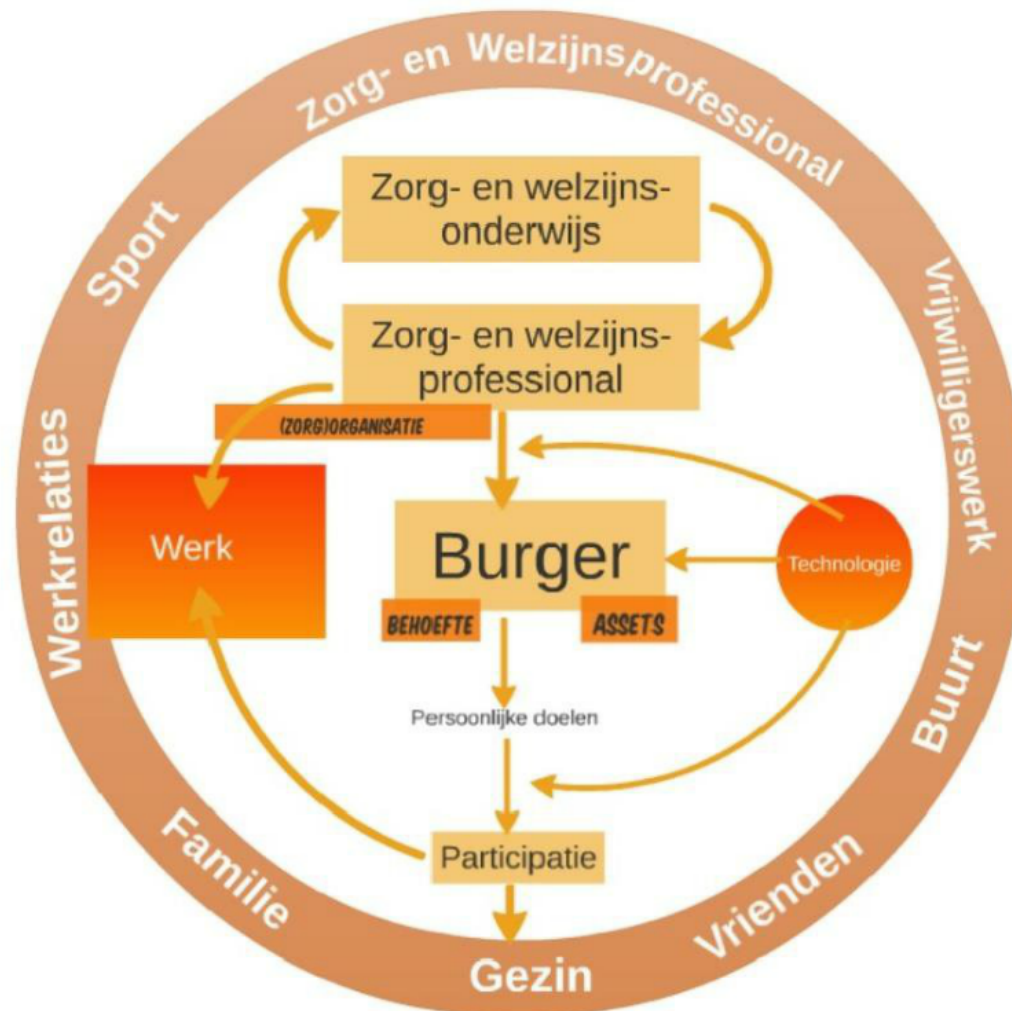 Zorg- en Welzijnsprofessional
Sport
Vrijwilligerswerk
Werkrelaties
Buurt
Familie
Vrienden
Gezin
Zorg- en welzijns-
onderwijs
Zorg- en welzijns-
professional
(ZORG)ORGANISATIE
Werk
Burger
Technologie
BEHOEFTE
ASSETS
Persoonlijke doelen
Participatie